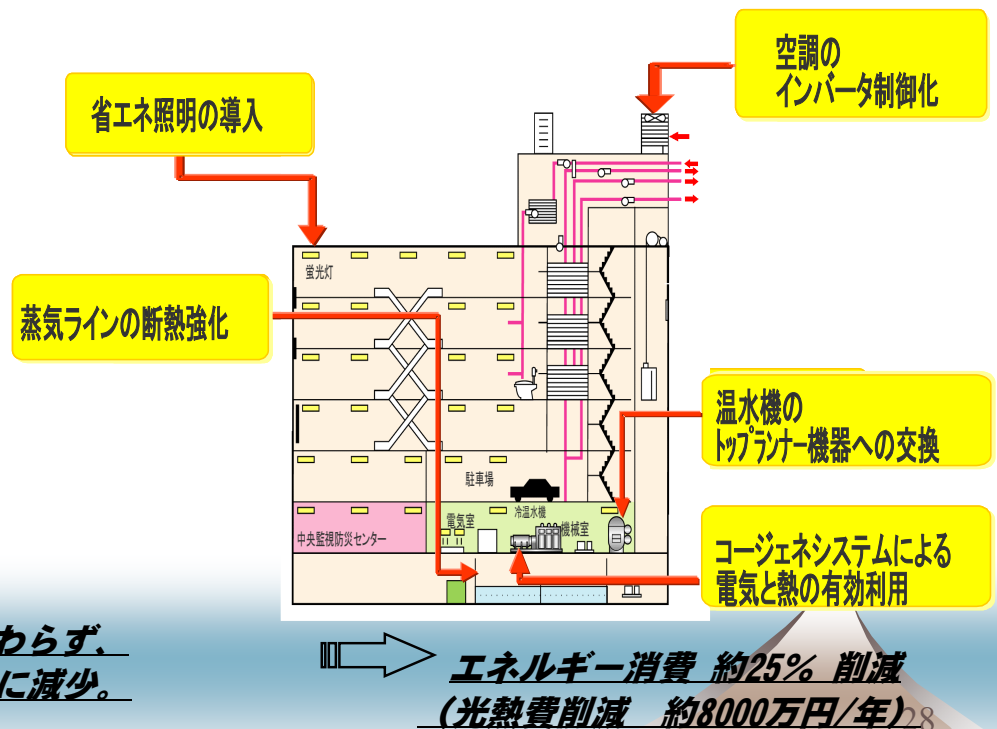 空調の
インバータ制御化
省エネ照明の導入
蛍光灯
蒸気ラインの断熱強化
温水機の
トップランナー機器への交換
駐車場
電気室
冷温水機
機械室
中央監視防災センター
コージェネシステムによる
電気と熱の有効利用
わらず、
に減少。
エネルギー消費 約25% 削減
(光熱費削減 約8000万円/年)
28